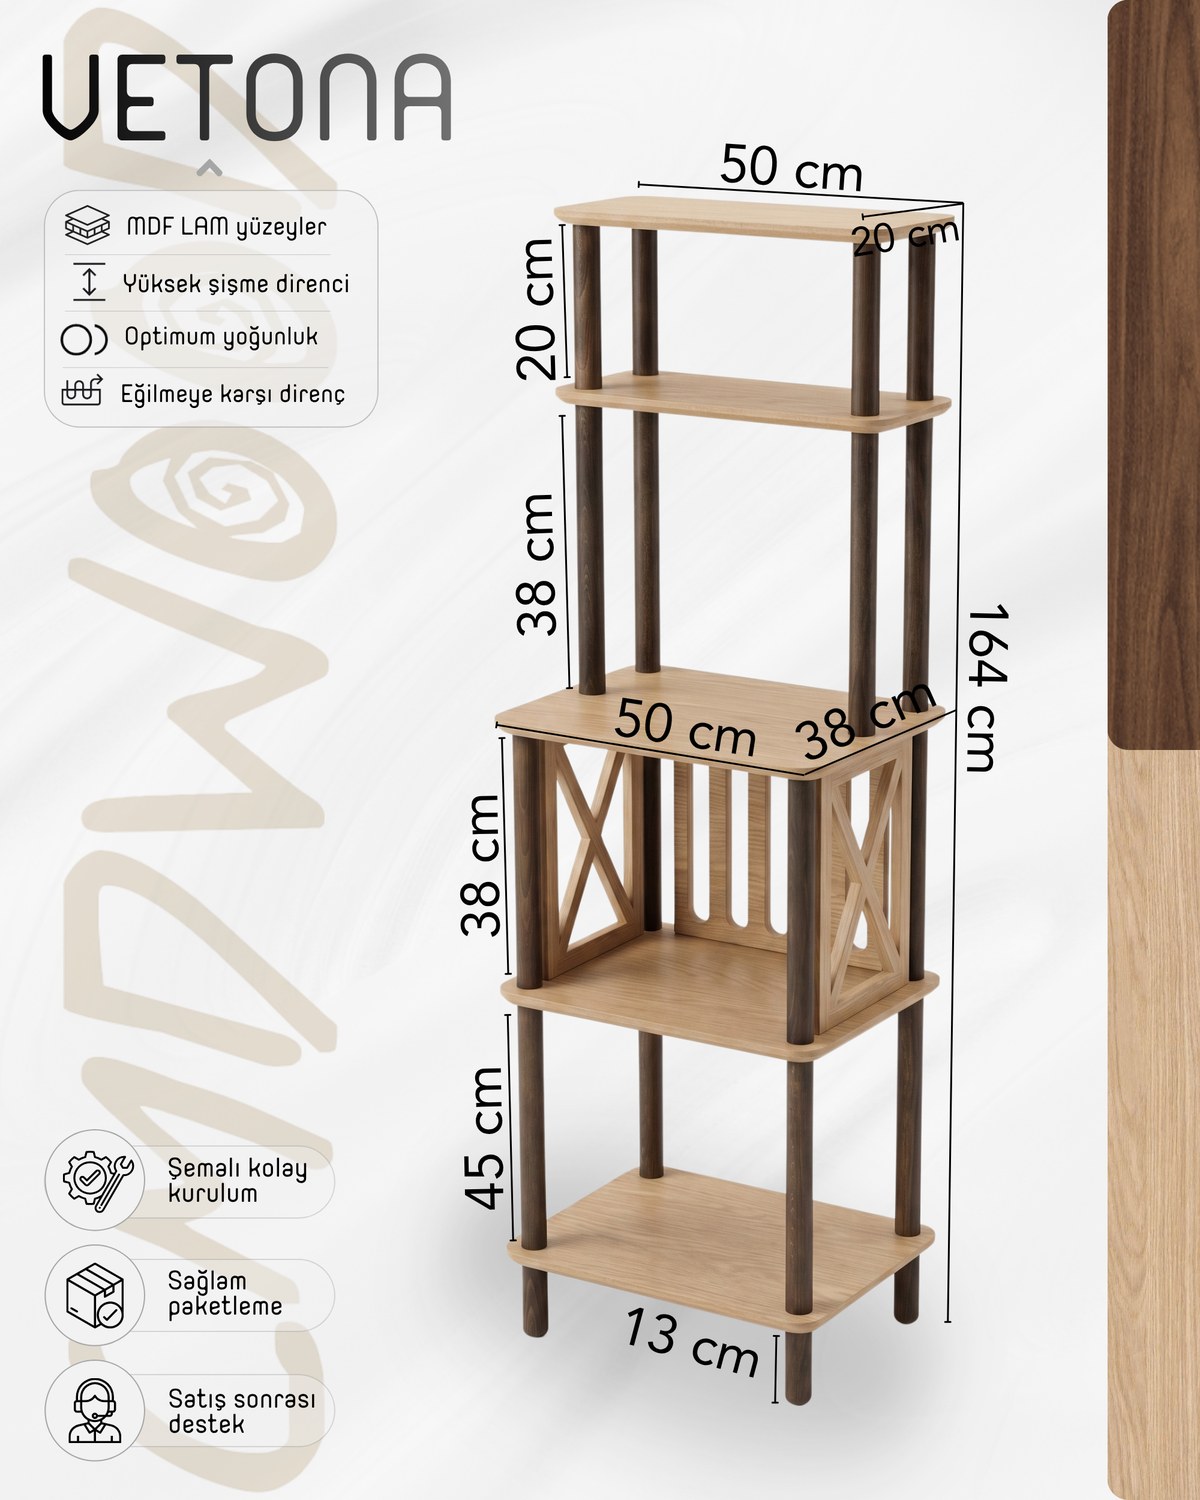 VETONA
MDF LAM yüzeyler
Yüksek şişme direnci
Optimum yoğunluk
Eğilmeye karşı direnç
50 cm
20 cm
20 cm
38 cm
50 cm
38 cm
164 cm
38 cm
45 cm
13 cm
Şemalı kolay
kurulum
Sağlam
paketleme
Satış sonrası
destek